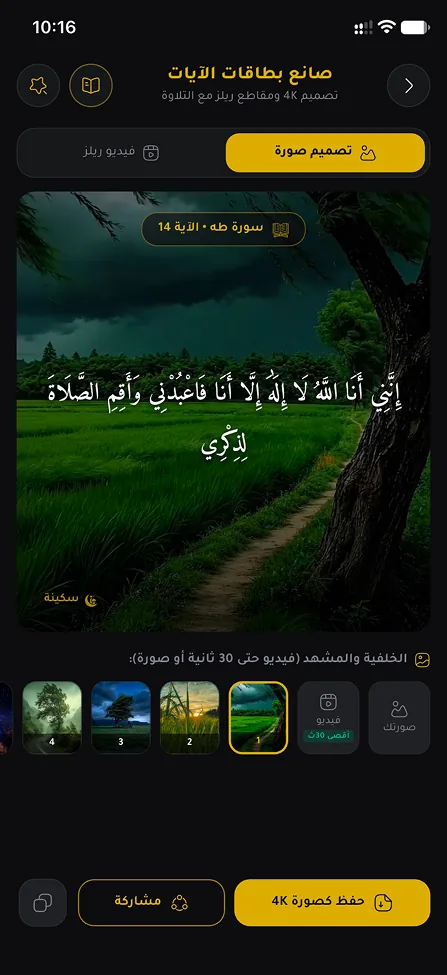 10:16
صانع بطاقات الآيات
تصميم 4K ومقاطع ريلز مع التلاوة
تصميم صورة
فيديو ريلز
سورة طه • الآية 14
إِنَّنِي أَنَا اللَّهُ لَا إِلَٰهَ إِلَّا أَنَا فَاعْبُدْنِي وَأَقِمِ الصَّلَاةَ
لِذِكْرِي
سكينة
الخلفية والمشهد (فيديو حتى 30 ثانية أو صورة):
صورتك
فيديو
أقصى 30ث
1
2
3
4
حفظ كصورة 4K
مشاركة